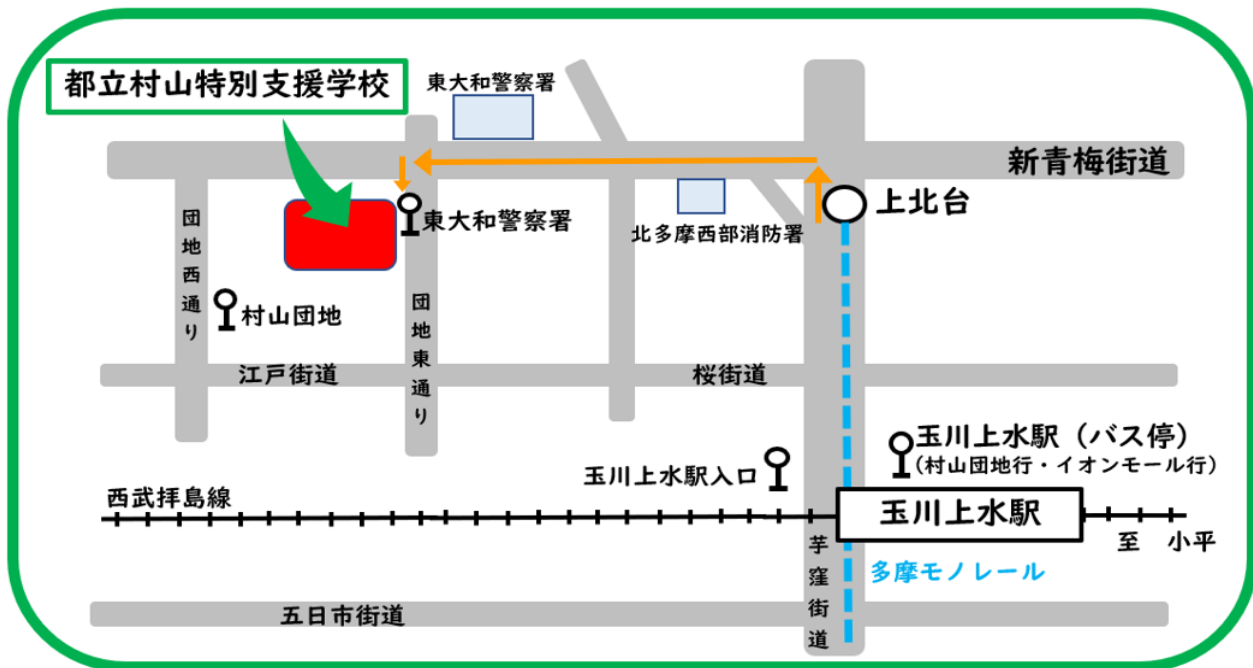 都立村山特別支援学校
東大和警察署
新青梅街道
上北台
東大和警察署
北多摩西部消防署
団地西通り
村山団地
団地東通り
江戸街道
桜街道
玉川上水駅（バス停）
（村山団地行・イオンモール行）
玉川上水駅入口
西武拝島線
玉川上水駅
至　小平
芋窪街道
多摩モノレール
五日市街道